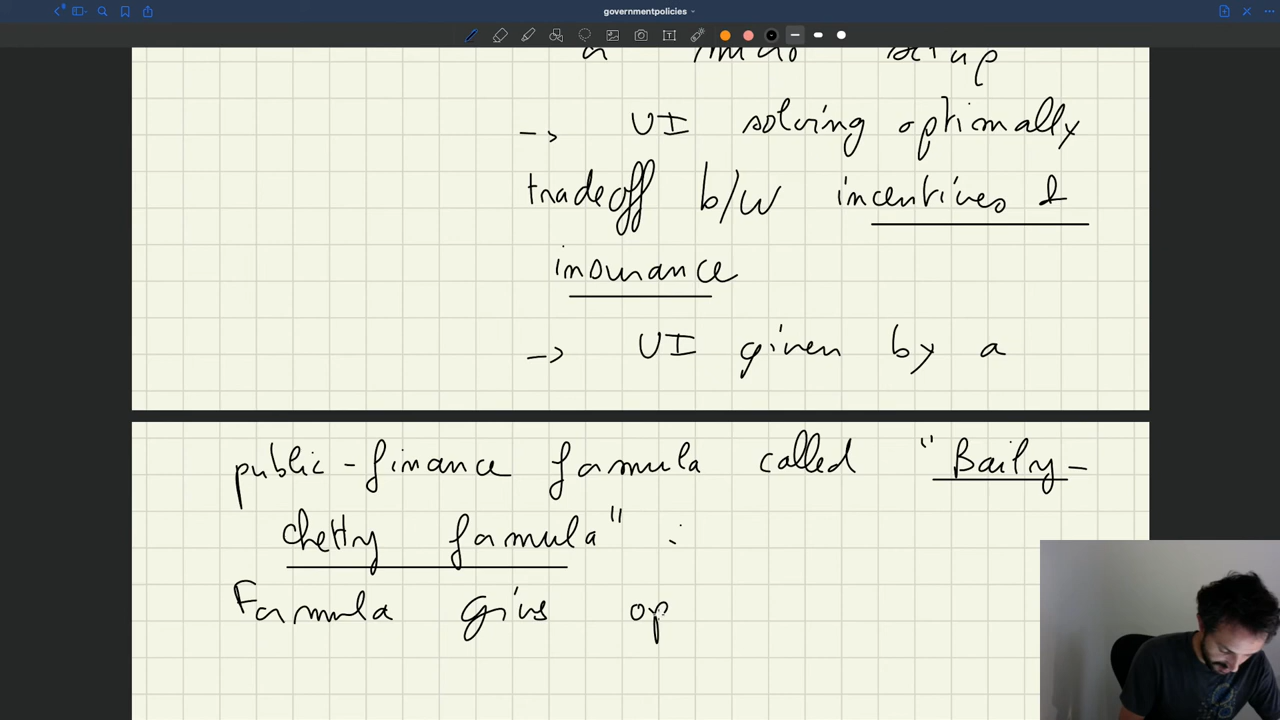 governmentpolicies
a setup
-> UI solving optimally
tradeoff b/w incentives &
insurance
-> UI given by a
public-finance formula called "Baily-
Chetty formula" :
Formula gives op